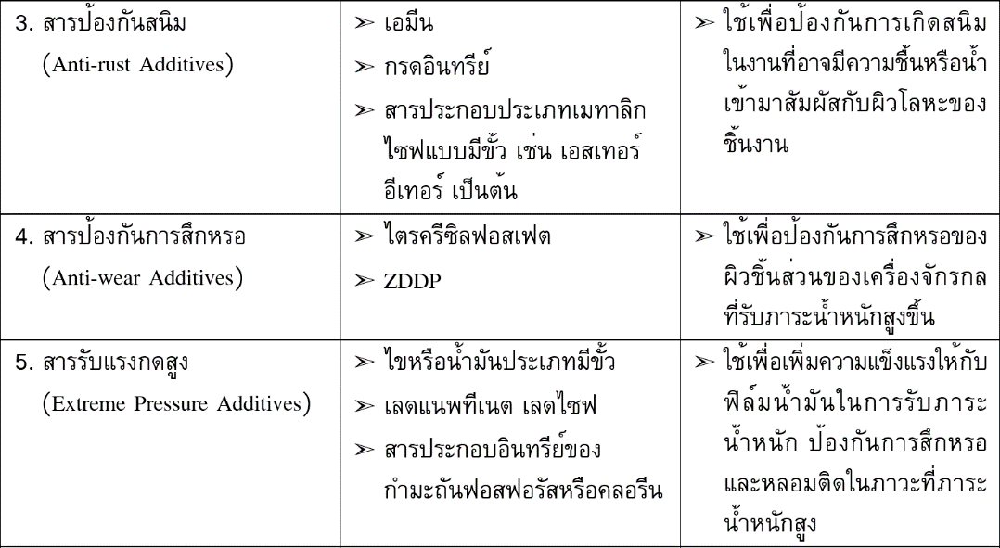 3. สารป้องกันสนิม
(Anti-rust Additives)
➢ เอมีน
➢ กรดอินทรีย์
➢ สารประกอบประเภทเมทาลิก
ไซฟแบบมีขั้ว เช่น เอสเทอร์
อีเทอร์ เป็นต้น
➢ ใช้เพื่อป้องกันการเกิดสนิม
ในงานที่อาจมีความชื้นหรือน้ำ
เข้ามาสัมผัสกับผิวโลหะของ
ชิ้นงาน
4. สารป้องกันการสึกหรอ
(Anti-wear Additives)
➢ ไตรครีซิลฟอสเฟต
➢ ZDDP
➢ ใช้เพื่อป้องกันการสึกหรอของ
ผิวชิ้นส่วนของเครื่องจักรกล
ที่รับภาระน้ำหนักสูงขึ้น
5. สารรับแรงกดสูง
(Extreme Pressure Additives)
➢ ไขหรือน้ำมันประเภทมีขั้ว
➢ เลดแนพทีเนต เลดไซฟ
➢ สารประกอบอินทรีย์ของ
กำมะถันฟอสฟอรัสหรือคลอรีน
➢ ใช้เพื่อเพิ่มความแข็งแรงให้กับ
ฟิล์มน้ำมันในการรับภาระ
น้ำหนัก ป้องกันการสึกหรอ
และหลอมติดในภาวะที่ภาระ
น้ำหนักสูง